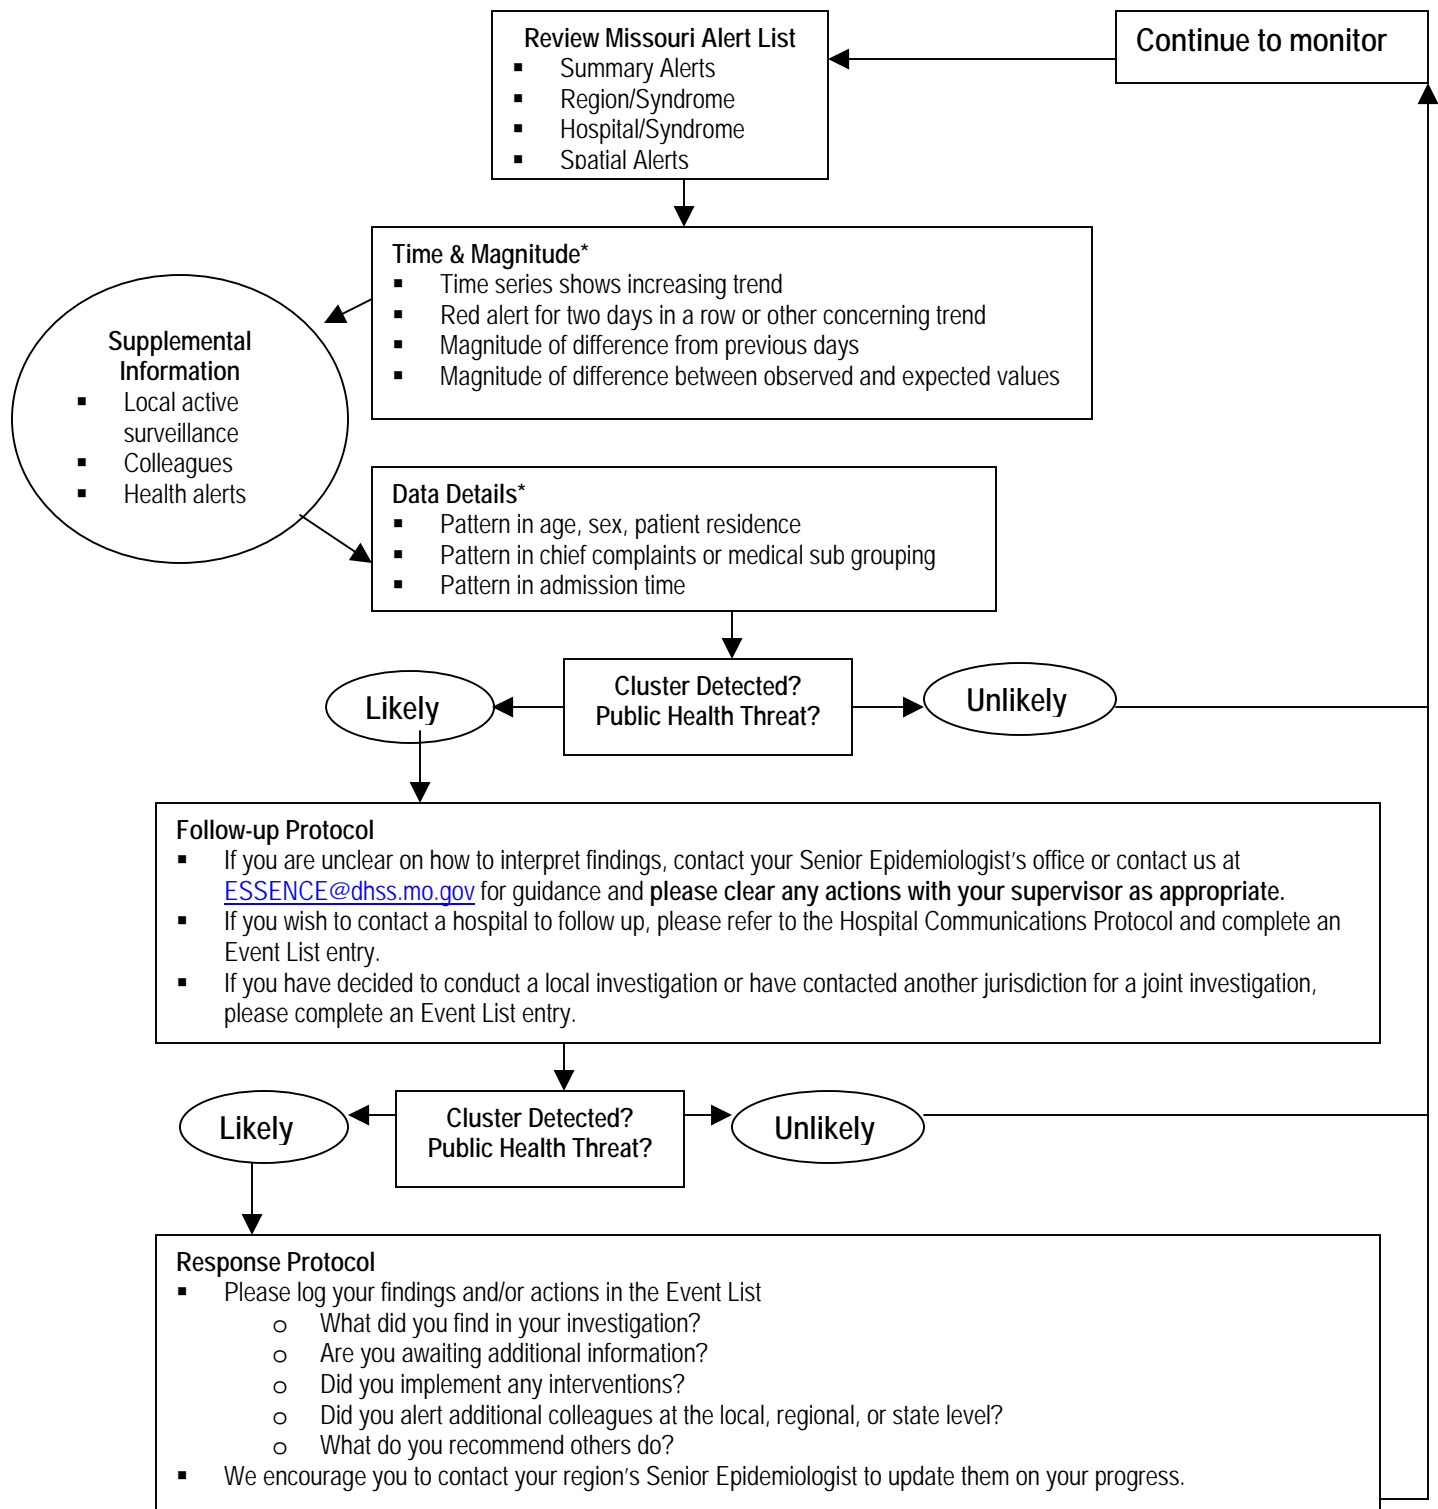 Review Missouri Alert List
▪ Summary Alerts
▪ Region/Syndrome
▪ Hospital/Syndrome
▪ Spatial Alerts
Continue to monitor
Time & Magnitude*
▪ Time series shows increasing trend
▪ Red alert for two days in a row or other concerning trend
▪ Magnitude of difference from previous days
▪ Magnitude of difference between observed and expected values
Supplemental
Information
▪ Local active
surveillance
▪ Colleagues
▪ Health alerts
Data Details*
▪ Pattern in age, sex, patient residence
▪ Pattern in chief complaints or medical sub grouping
▪ Pattern in admission time
Likely
Cluster Detected?
Public Health Threat?
Unlikely
Follow-up Protocol
▪ If you are unclear on how to interpret findings, contact your Senior Epidemiologist’s office or contact us at
ESSENCE@dhss.mo.gov for guidance and please clear any actions with your supervisor as appropriate.
▪ If you wish to contact a hospital to follow up, please refer to the Hospital Communications Protocol and complete an
Event List entry.
▪ If you have decided to conduct a local investigation or have contacted another jurisdiction for a joint investigation,
please complete an Event List entry.
Likely
Cluster Detected?
Public Health Threat?
Unlikely
Response Protocol
▪ Please log your findings and/or actions in the Event List
o What did you find in your investigation?
o Are you awaiting additional information?
o Did you implement any interventions?
o Did you alert additional colleagues at the local, regional, or state level?
o What do you recommend others do?
▪ We encourage you to contact your region’s Senior Epidemiologist to update them on your progress.